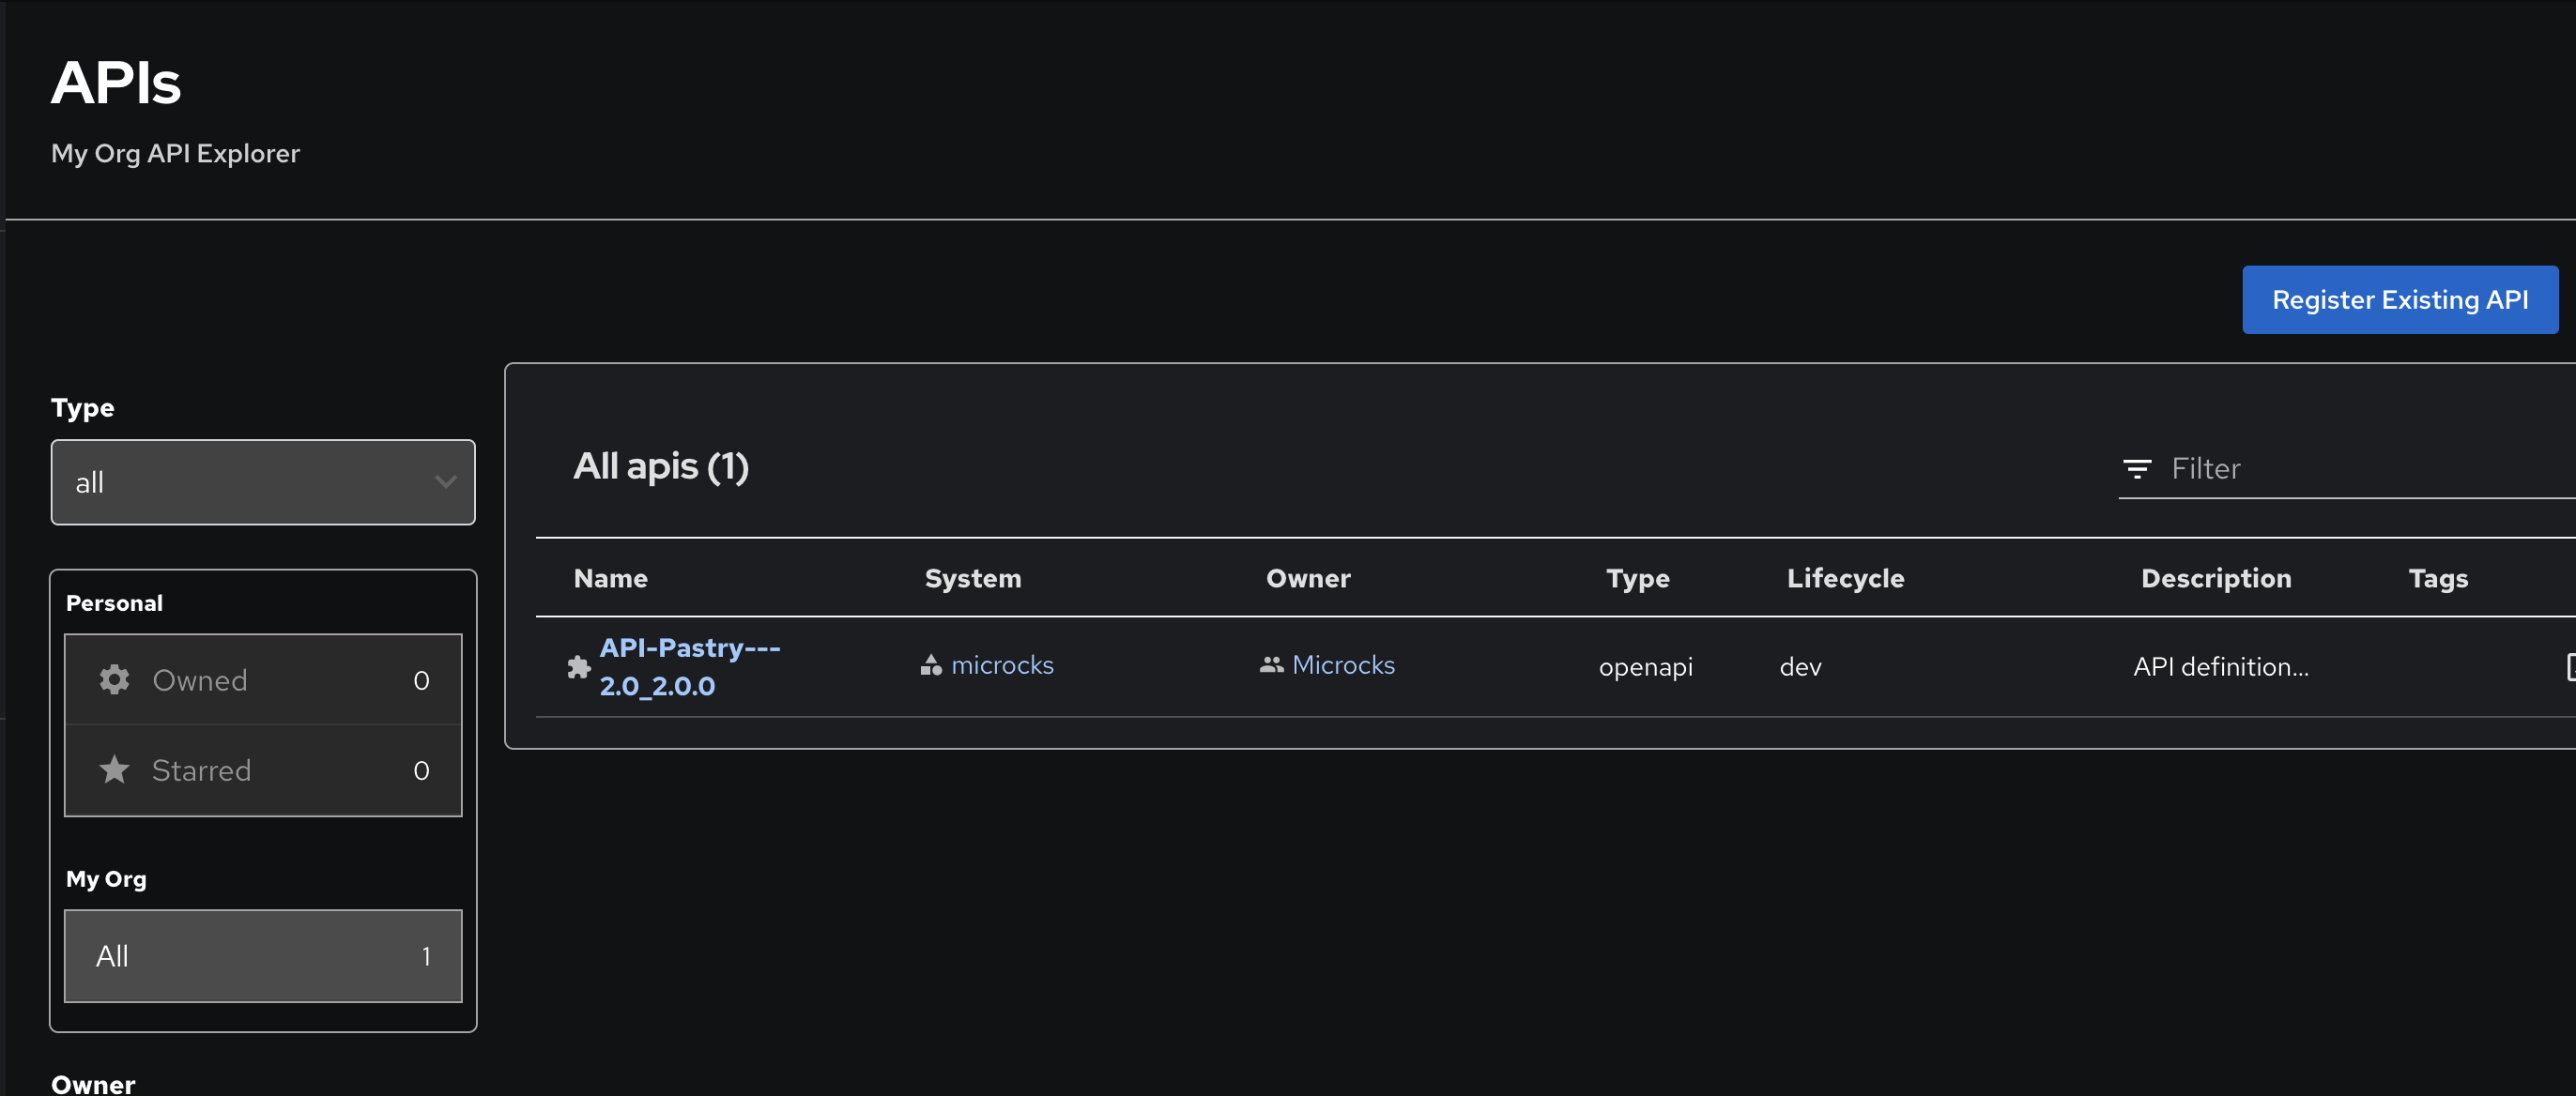 APIs
My Org API Explorer
Register Existing API
Type
all
Personal
Owned 0
Starred 0
My Org
All 1
Owner
All apis (1)
Filter
Name System Owner Type Lifecycle Description Tags
API-Pastry---
2.0_2.0.0
microcks Microcks openapi dev API definition...